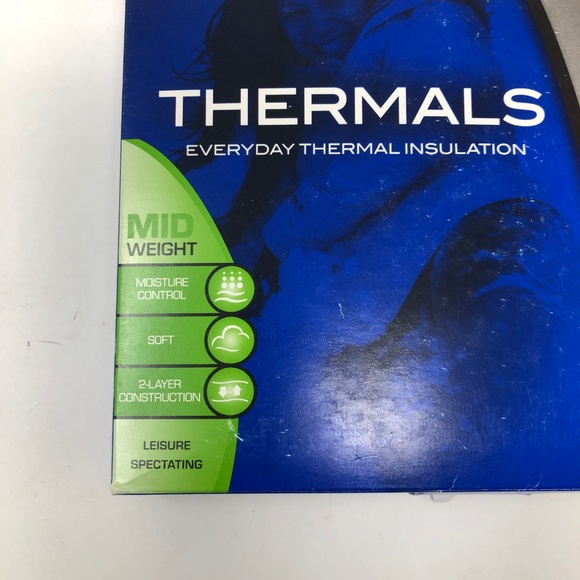 THERMALS
EVERYDAY THERMAL INSULATION
MID
WEIGHT
MOISTURE
CONTROL
SOFT
2-LAYER
CONSTRUCTION
LEISURE
SPECTATING